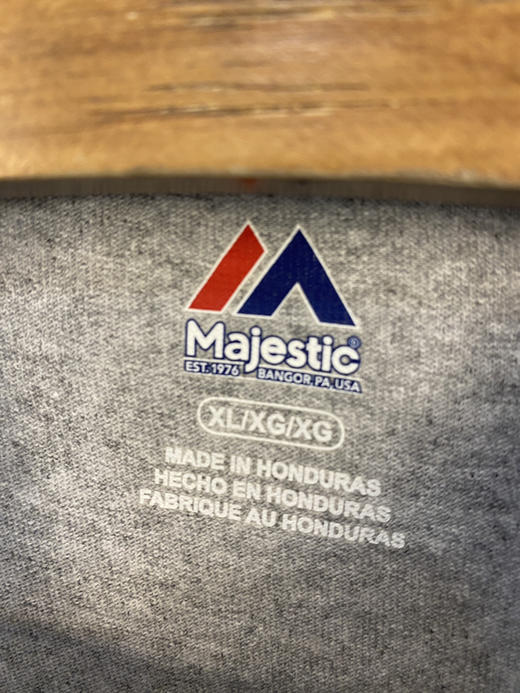 Majestic®
EST. 1976 BANGOR, PA, USA
XL/XG/XG
MADE IN HONDURAS
HECHO EN HONDURAS
FABRIQUE AU HONDURAS